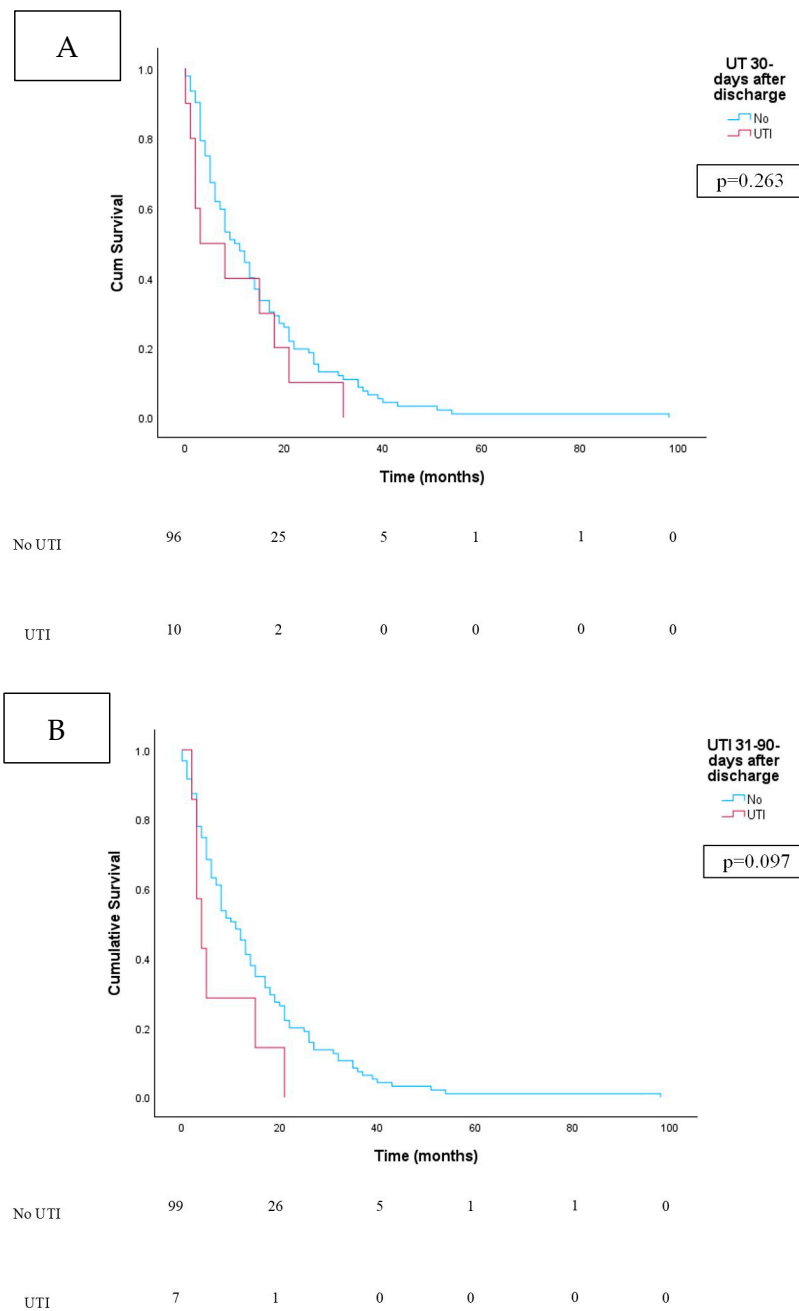 A
UT 30-
days after
discharge
No
UTI
p=0.263
1.0
0.8
0.6
0.4
0.2
0.0
Cum Survival
0 20 40 60 80 100
Time (months)
No UTI 96 25 5 1 1 0
UTI 10 2 0 0 0 0
B
UTI 31-90-
days after
discharge
No
UTI
p=0.097
1.0
0.8
0.6
0.4
0.2
0.0
Cumulative Survival
0 20 40 60 80 100
Time (months)
No UTI 99 26 5 1 1 0
UTI 7 1 0 0 0 0